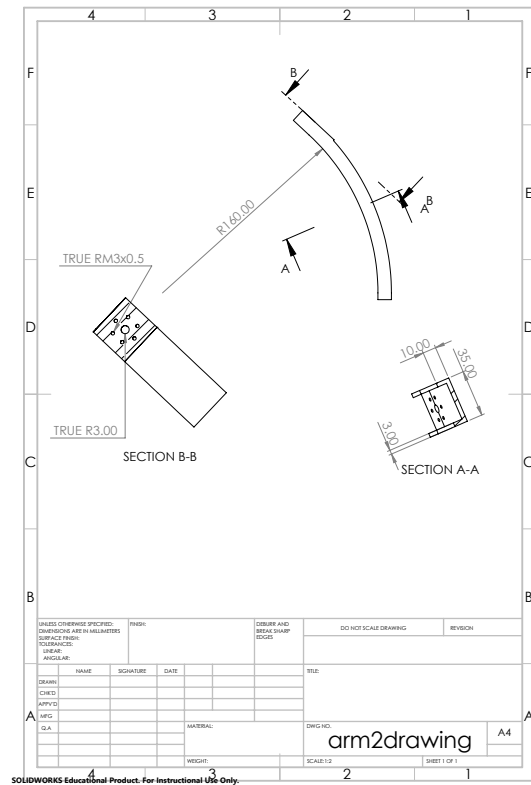 4 3 2 1
F F
B
E E
R160.00
B
A
A
TRUE RM3x0.5
D D
10.00
35.00
TRUE R3.00
3.00
SECTION B-B
SECTION A-A
C C
B B
UNLESS OTHERWISE SPECIFIED:
DIMENSIONS ARE IN MILLIMETERS
SURFACE FINISH:
TOLERANCES:
LINEAR:
ANGULAR:
FINISH:
DEBURR AND
BREAK SHARP
EDGES
DO NOT SCALE DRAWING
REVISION
NAME SIGNATURE DATE
TITLE:
DRAWN
CHK'D
APPV'D
MFG
A A
Q.A
MATERIAL:
DWG NO.
arm2drawing
A4
WEIGHT:
SCALE:1:2
SHEET 1 OF 1
4 3 2 1
SOLIDWORKS Educational Product. For Instructional Use Only.